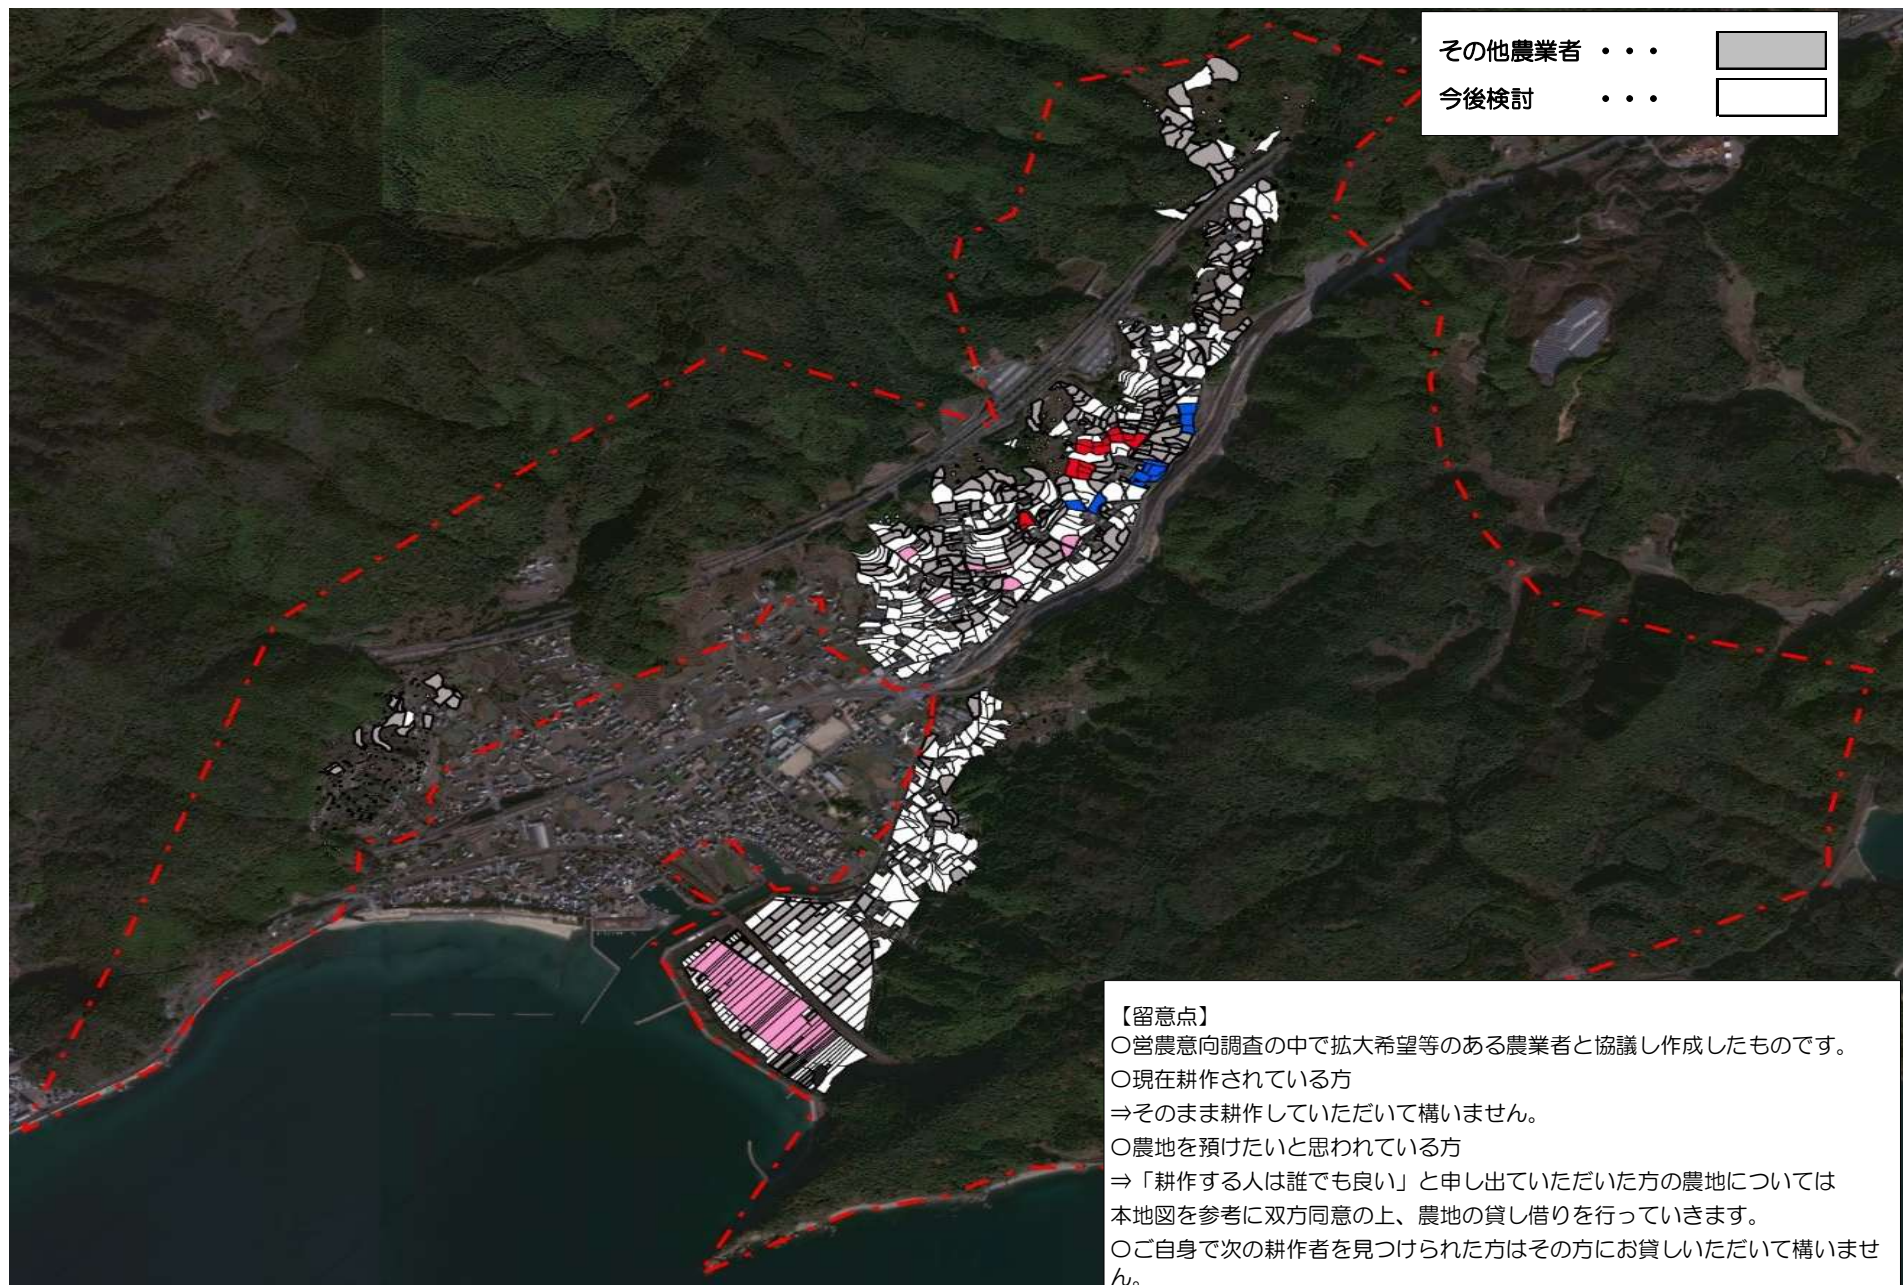 その他農業者 ・・・
今後検討 ・・・
【留意点】
〇営農意向調査の中で拡大希望等のある農業者と協議し作成したものです。
〇現在耕作されている方
⇒そのまま耕作していただいて構いません。
〇農地を預けたいと思われている方
⇒「耕作する人は誰でも良い」と申し出ていただいた方の農地については
本地図を参考に双方同意の上、農地の貸し借りを行っていきます。
〇ご自身で次の耕作者を見つけられた方はその方にお貸しいただいて構いませ
ん。